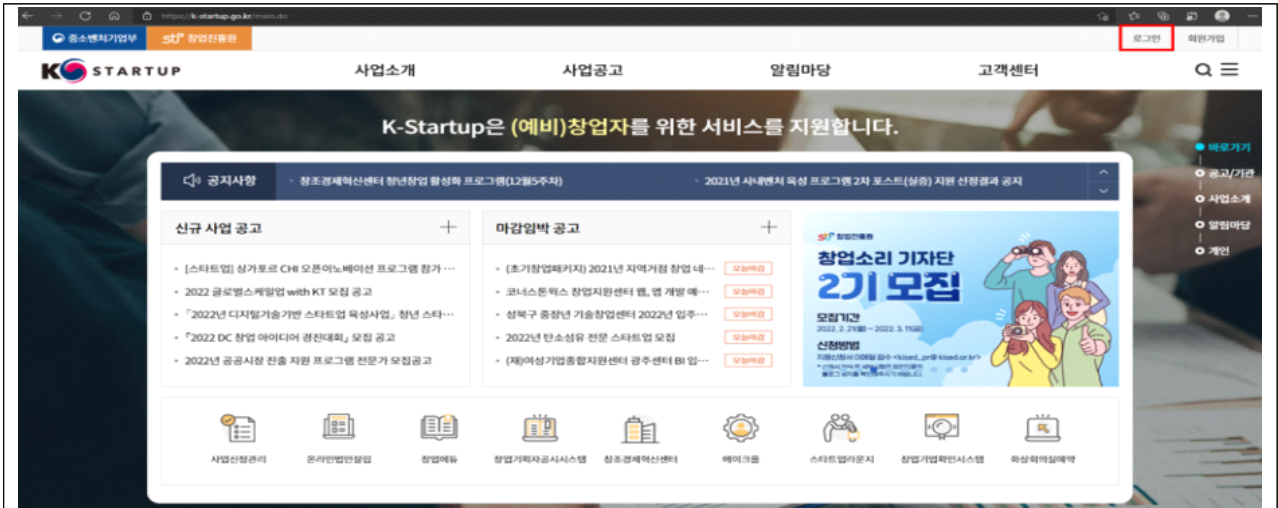 https://k-startup.go.kr/main.do
중소벤처기업부
창업진흥원
로그인
회원가입
K STARTUP
사업소개
사업공고
알림마당
고객센터
K-Startup은 (예비)창업자를 위한 서비스를 지원합니다.
바로가기
공고/기관
사업소개
알림마당
개인
공지사항
· 창조경제혁신센터 청년창업 활성화 프로그램(12월5주차)
· 2021년 사내벤처 육성 프로그램 2차 포스트(실증) 지원 선정결과 공지
신규 사업 공고
· [스타트업] 싱가포르 CHI 오픈이노베이션 프로그램 참가 ···
· 2022 글로벌스케일업 with KT 모집 공고
· 「2022년 디지털기술기반 스타트업 육성사업」 청년 스타···
· 『2022 DC 창업 아이디어 경진대회』 모집 공고
· 2022년 공공시장 진출 지원 프로그램 전문가 모집공고
마감임박 공고
· (초기창업패키지) 2021년 지역거점 창업 네··· 오늘마감
· 코너스톤웍스 창업지원센터 웹, 앱 개발 예··· 오늘마감
· 성북구 중장년 기술창업센터 2022년 입주··· 오늘마감
· 2022년 탄소섬유 전문 스타트업 모집 오늘마감
· (재)여성기업종합지원센터 광주센터 BI 입··· 오늘마감
창업진흥원
창업소리 기자단
2기 모집
모집기간
2022. 2. 21(월) ~ 2022. 3. 11(금)
신청방법
지원신청서 이메일 접수 <kised_pr@kised.or.kr>
사업신청관리
온라인법인설립
창업에듀
창업기획자공시시스템
창조경제혁신센터
메이크올
스타트업라운지
창업기업확인시스템
화상회의실예약